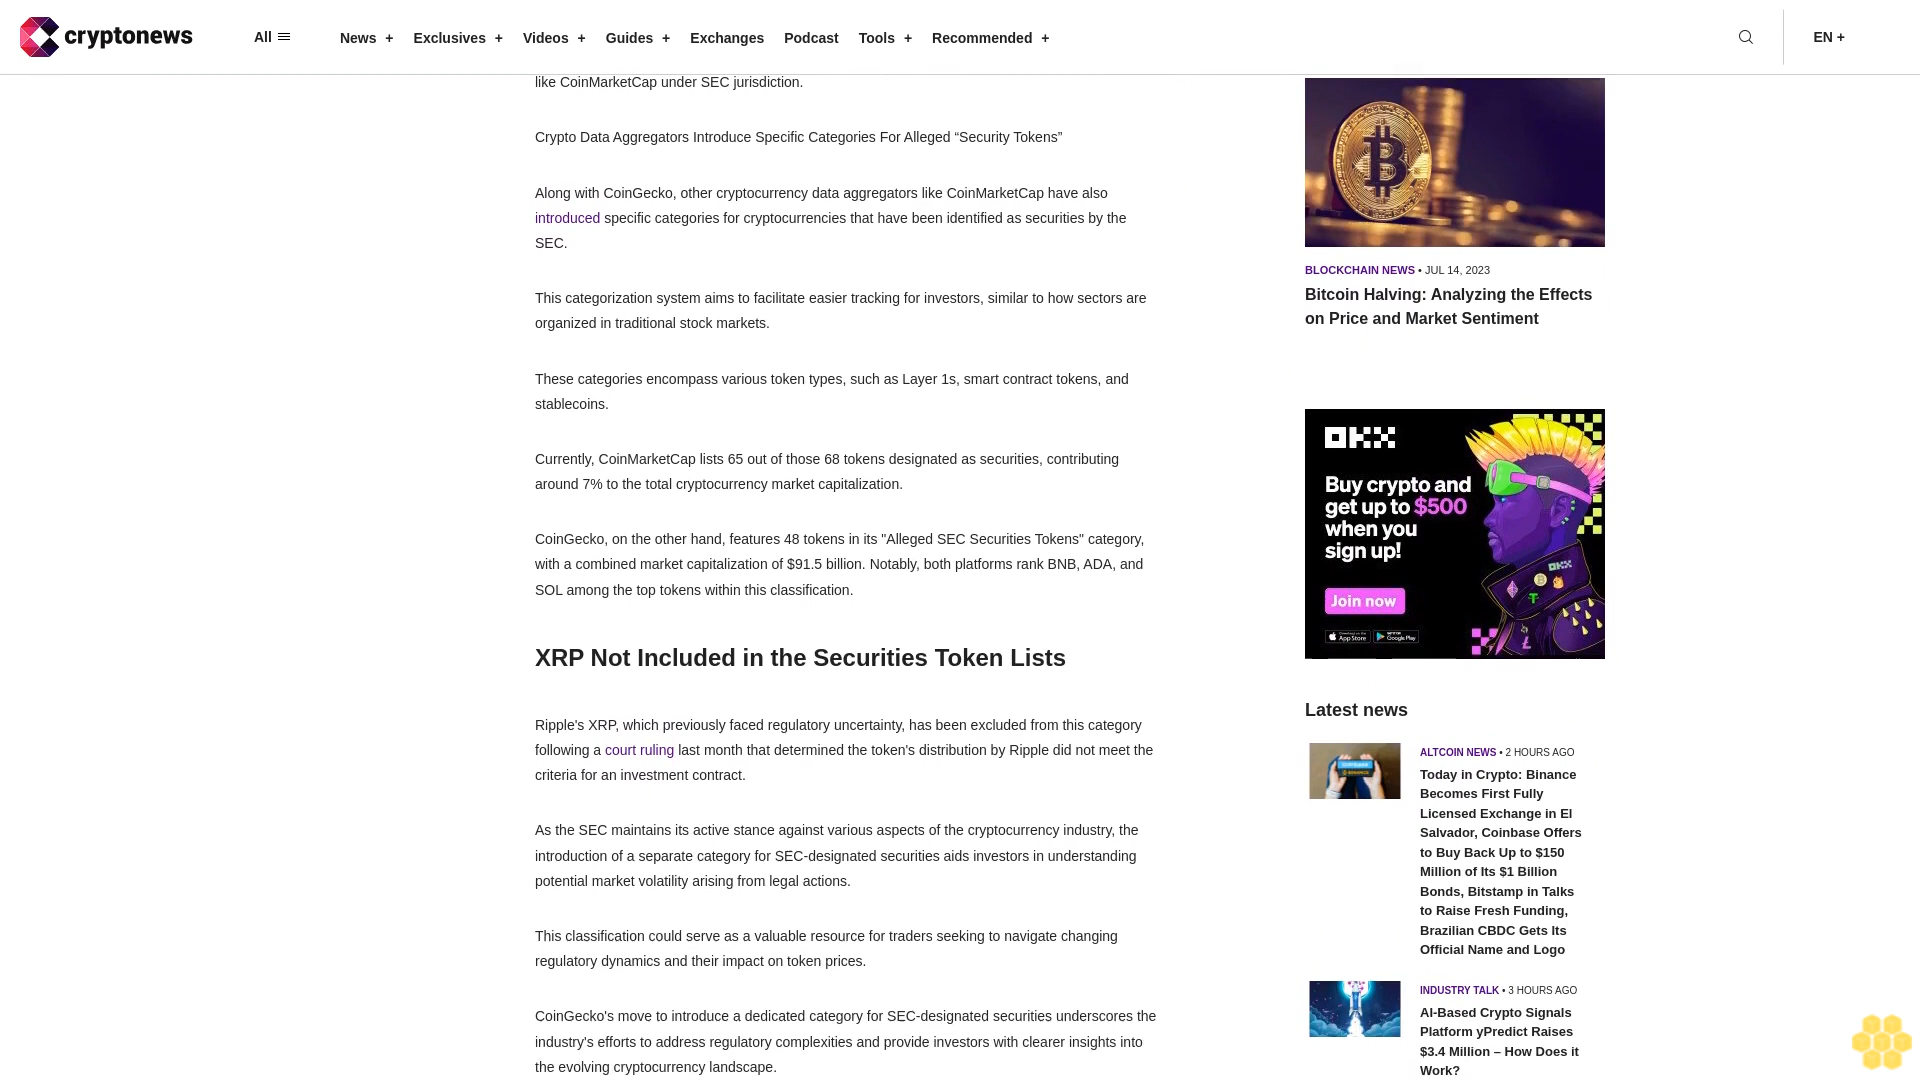 cryptonews
All
News +
Exclusives +
Videos +
Guides +
Exchanges
Podcast
Tools +
Recommended +
EN +
like CoinMarketCap under SEC jurisdiction.
Crypto Data Aggregators Introduce Specific Categories For Alleged “Security Tokens”
Along with CoinGecko, other cryptocurrency data aggregators like CoinMarketCap have also
introduced specific categories for cryptocurrencies that have been identified as securities by the
SEC.
This categorization system aims to facilitate easier tracking for investors, similar to how sectors are
organized in traditional stock markets.
These categories encompass various token types, such as Layer 1s, smart contract tokens, and
stablecoins.
Currently, CoinMarketCap lists 65 out of those 68 tokens designated as securities, contributing
around 7% to the total cryptocurrency market capitalization.
CoinGecko, on the other hand, features 48 tokens in its "Alleged SEC Securities Tokens" category,
with a combined market capitalization of $91.5 billion. Notably, both platforms rank BNB, ADA, and
SOL among the top tokens within this classification.
XRP Not Included in the Securities Token Lists
Ripple's XRP, which previously faced regulatory uncertainty, has been excluded from this category
following a court ruling last month that determined the token's distribution by Ripple did not meet the
criteria for an investment contract.
As the SEC maintains its active stance against various aspects of the cryptocurrency industry, the
introduction of a separate category for SEC-designated securities aids investors in understanding
potential market volatility arising from legal actions.
This classification could serve as a valuable resource for traders seeking to navigate changing
regulatory dynamics and their impact on token prices.
CoinGecko's move to introduce a dedicated category for SEC-designated securities underscores the
industry's efforts to address regulatory complexities and provide investors with clearer insights into
the evolving cryptocurrency landscape.
BLOCKCHAIN NEWS • JUL 14, 2023
Bitcoin Halving: Analyzing the Effects
on Price and Market Sentiment
OKX
Buy crypto and
get up to $500
when you
sign up!
Join now
App Store
Google Play
OKX
Latest news
ALTCOIN NEWS • 2 HOURS AGO
Today in Crypto: Binance
Becomes First Fully
Licensed Exchange in El
Salvador, Coinbase Offers
to Buy Back Up to $150
Million of Its $1 Billion
Bonds, Bitstamp in Talks
to Raise Fresh Funding,
Brazilian CBDC Gets Its
Official Name and Logo
INDUSTRY TALK • 3 HOURS AGO
AI-Based Crypto Signals
Platform yPredict Raises
$3.4 Million – How Does it
Work?